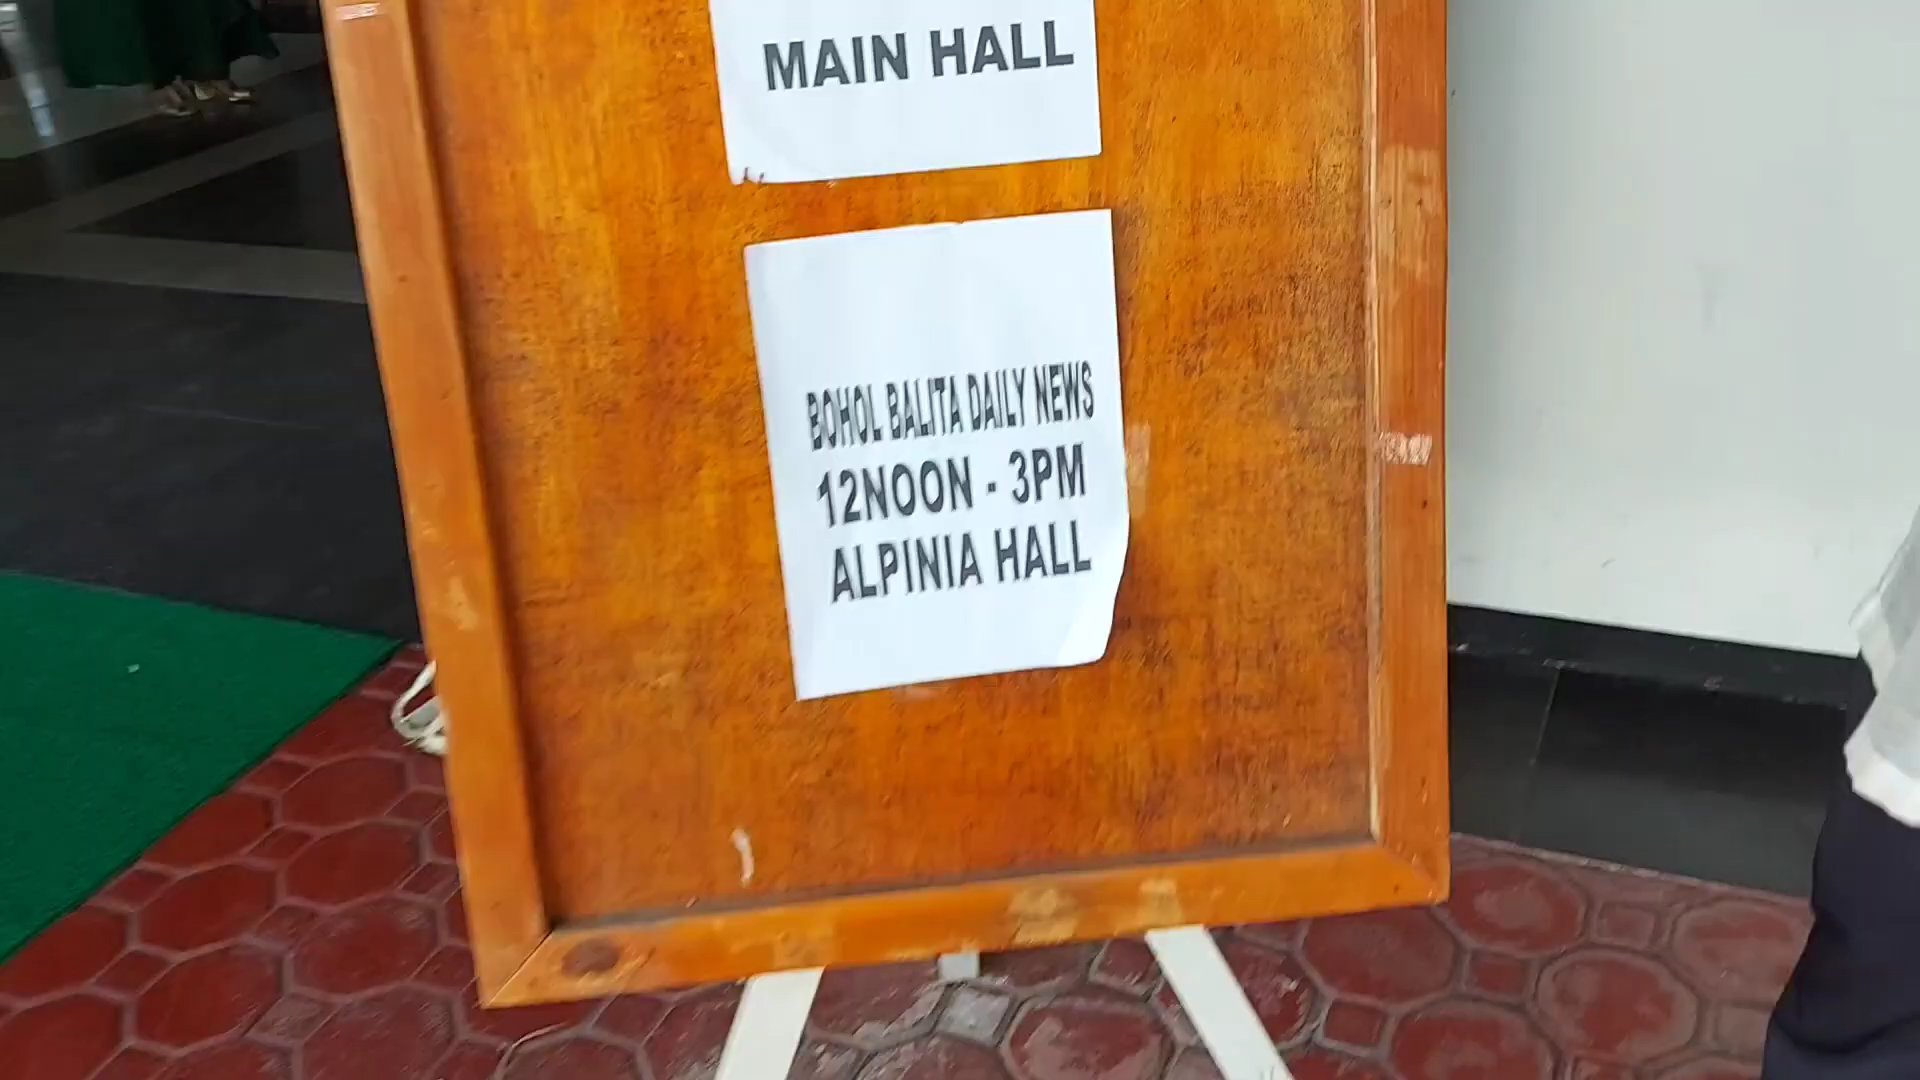 MAIN HALL
BOHOL BALITA DAILY NEWS
12NOON - 3PM
ALPINIA HALL